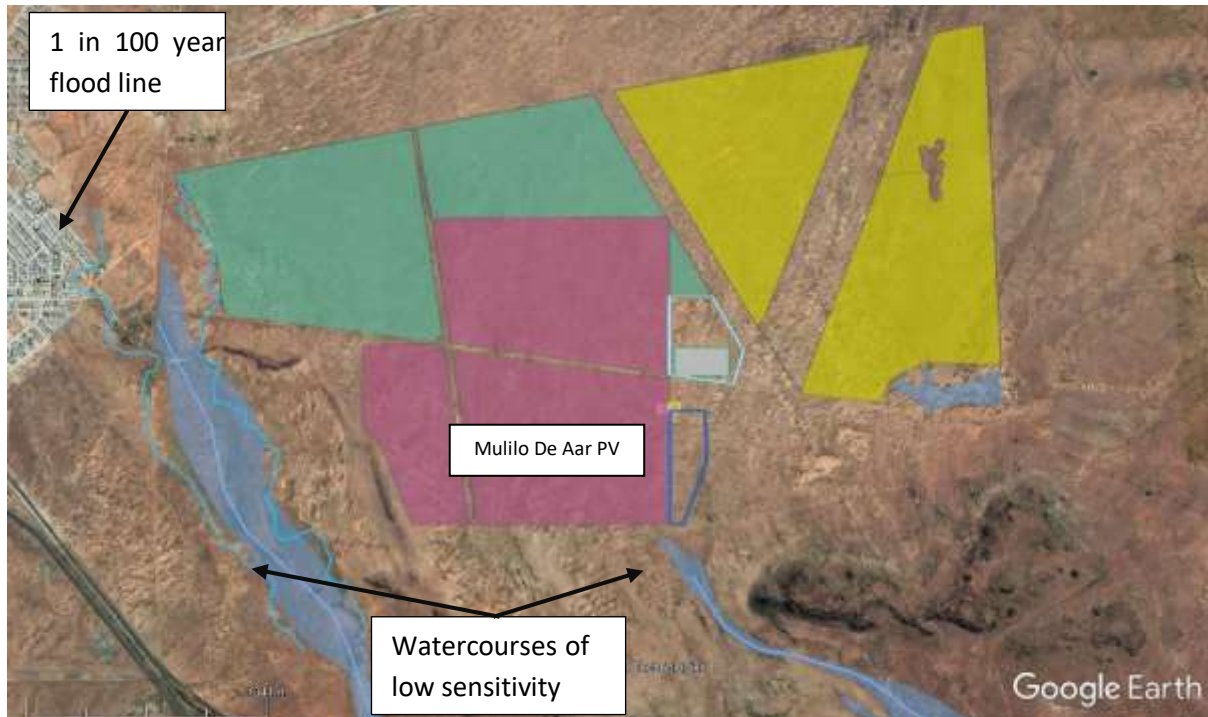 1 in 100 year
flood line
Mulilo De Aar PV
Watercourses of
low sensitivity
Google Earth